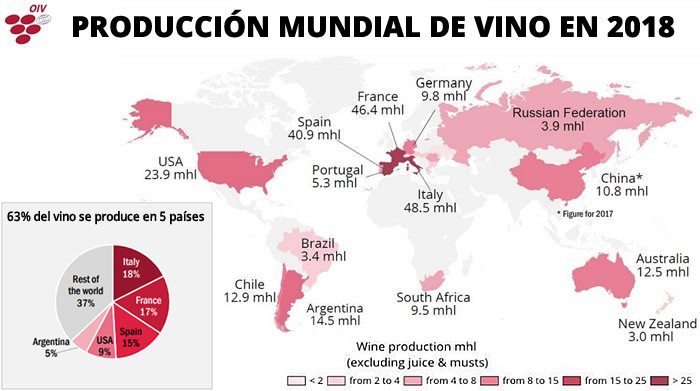 OIV
PRODUCCIÓN MUNDIAL DE VINO EN 2018
Germany
9.8 mhl
France
46.4 mhl
Russian Federation
3.9 mhl
Spain
40.9 mhl
USA
23.9 mhl
Portugal
5.3 mhl
China*
10.8 mhl
Italy
48.5 mhl
* Figure for 2017
63% del vino se produce en 5 países
Italy
18%
France
17%
Spain
15%
USA
9%
Argentina
5%
Rest of
the world
37%
Brazil
3.4 mhl
Chile
12.9 mhl
Argentina
14.5 mhl
South Africa
9.5 mhl
Australia
12.5 mhl
New Zealand
3.0 mhl
Wine production mhl
(excluding juice & musts)
< 2 from 2 to 4 from 4 to 8 from 8 to 15 from 15 to 25 > 25